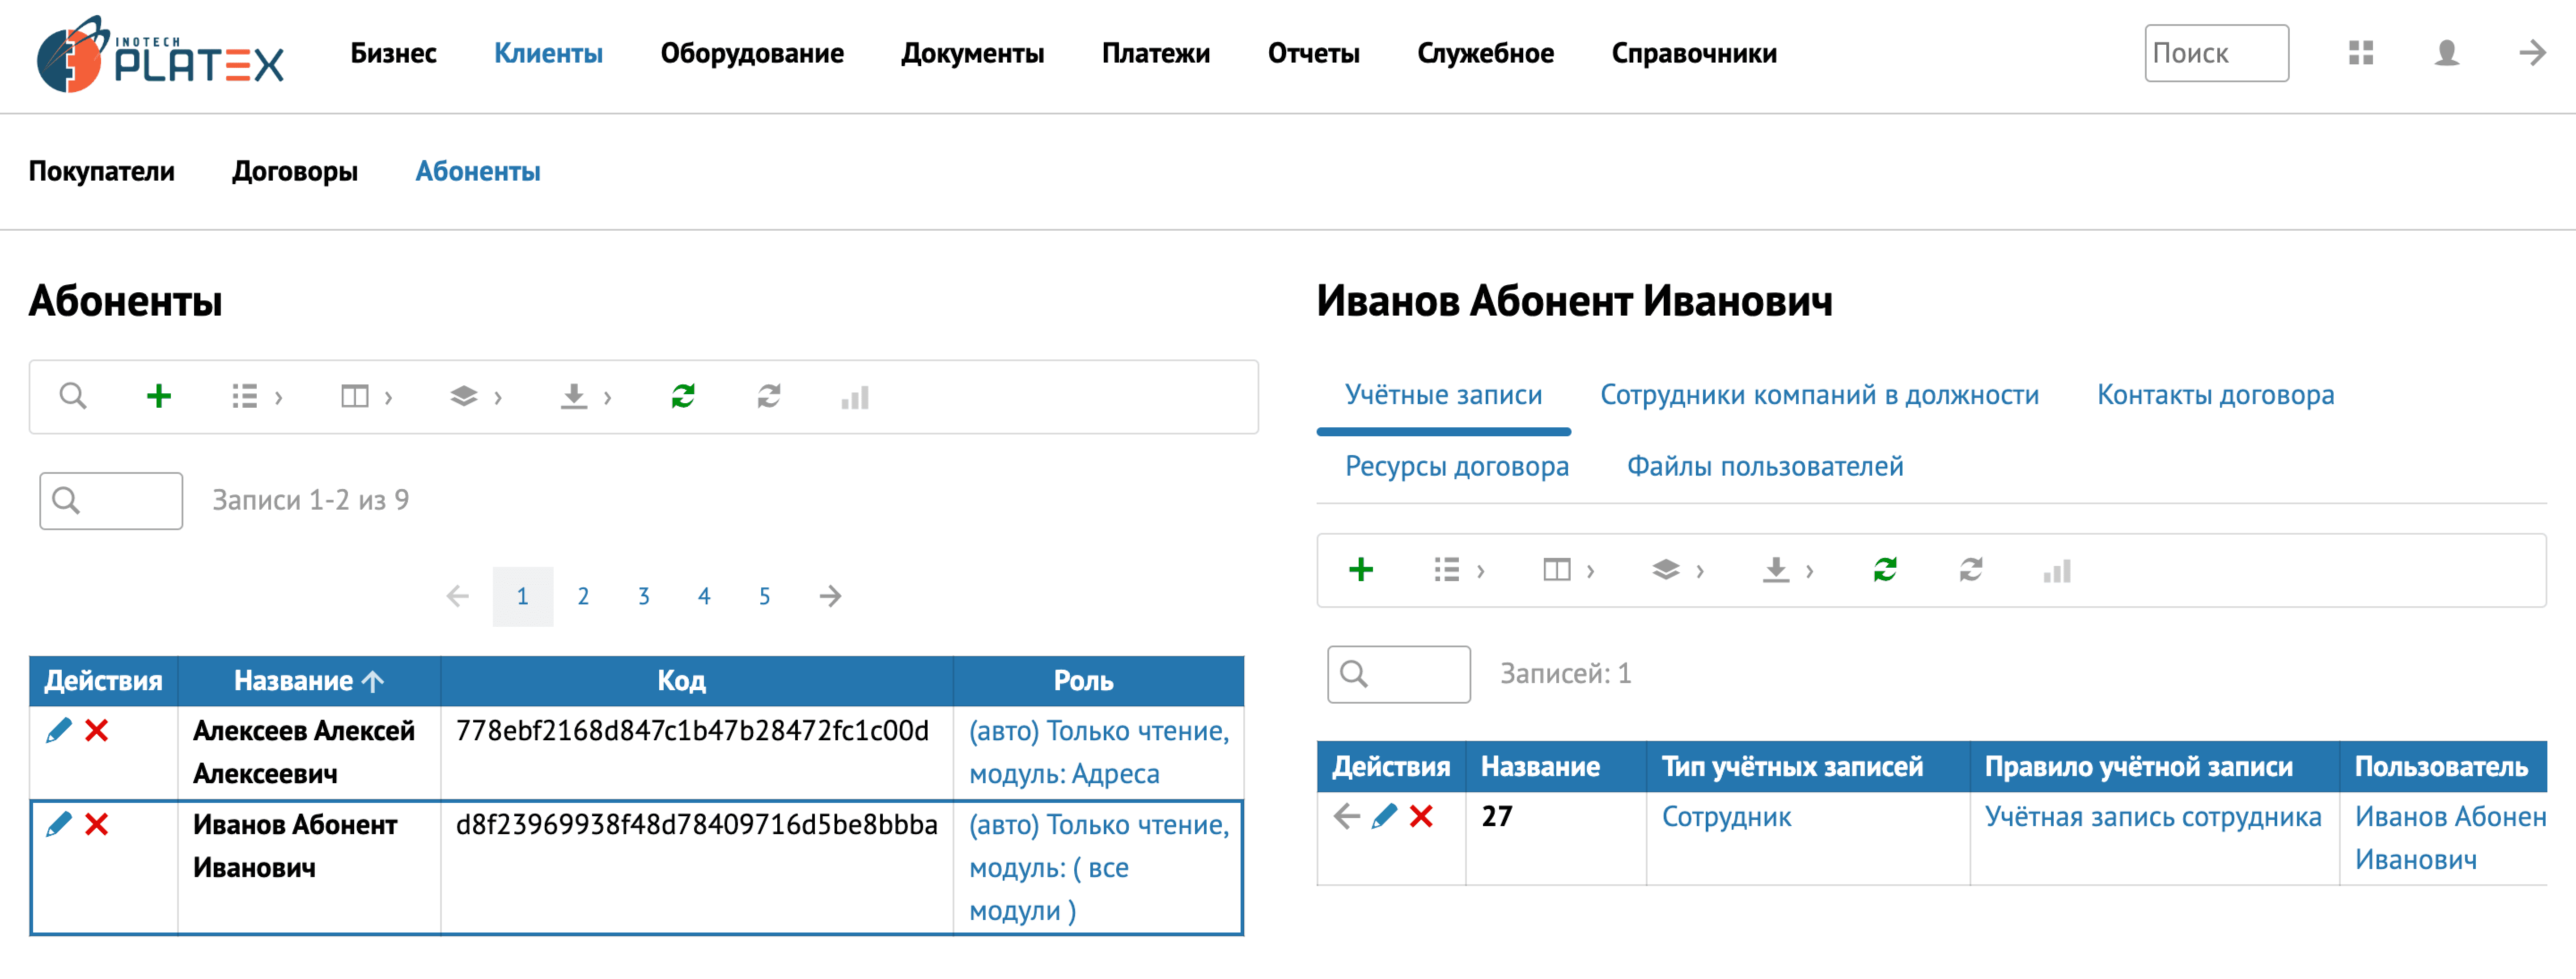 INOTECH
PLATEX
Бизнес Клиенты Оборудование Документы Платежи Отчеты Служебное Справочники Поиск
Покупатели Договоры Абоненты
Абоненты
Записи 1-2 из 9
1 2 3 4 5
Действия Название Код Роль
Алексеев Алексей 778ebf2168d847c1b47b28472fc1c00d (авто) Только чтение,
Алексеевич модуль: Адреса
Иванов Абонент d8f23969938f48d78409716d5be8bbba (авто) Только чтение,
Иванович модуль: ( все
модули )
Иванов Абонент Иванович
Учётные записи Сотрудники компаний в должности Контакты договора
Ресурсы договора Файлы пользователей
Записей: 1
Действия Название Тип учётных записей Правило учётной записи Пользователь
27 Сотрудник Учётная запись сотрудника Иванов Абонен
Иванович